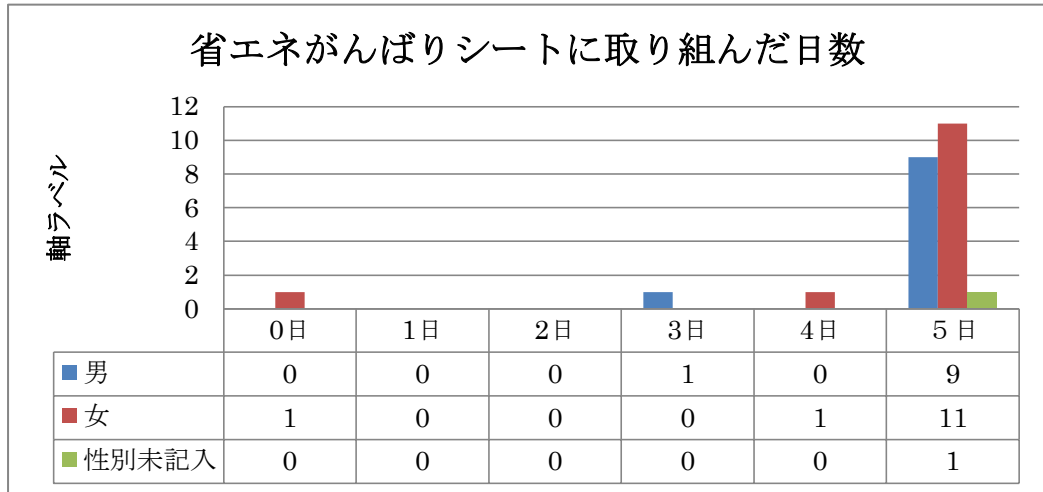 省エネがんばりシートに取り組んだ日数
軸ラベル
12
10
8
6
4
2
0
0日 1日 2日 3日 4日 5日
男 0 0 0 1 0 9
女 1 0 0 0 1 11
性別未記入 0 0 0 0 0 1